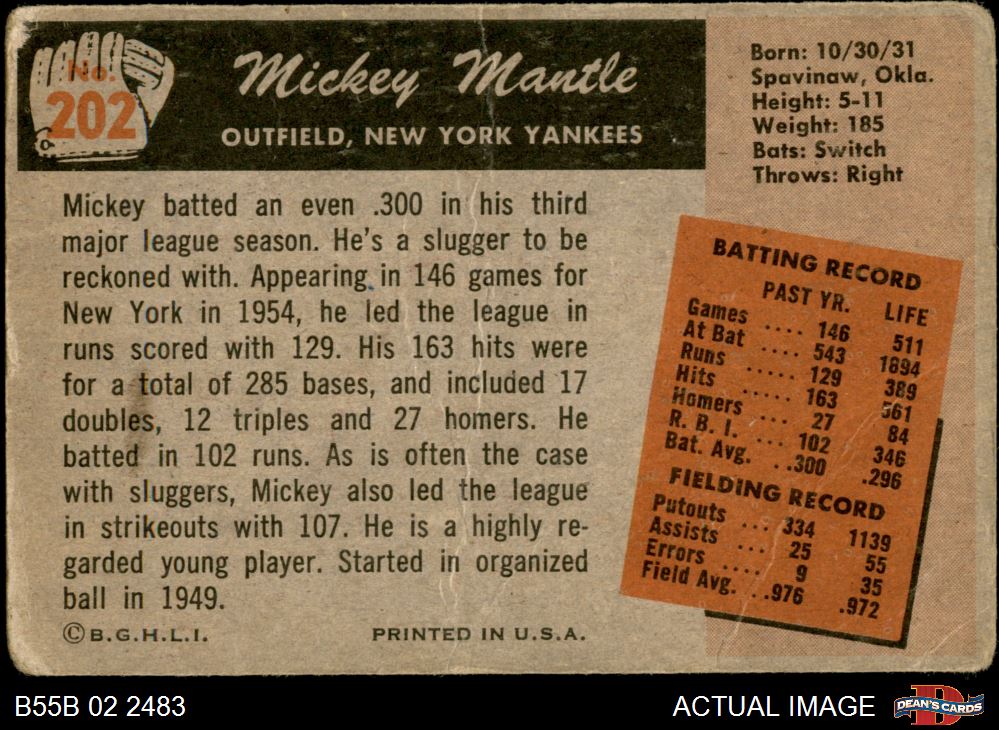 No.
202
Mickey Mantle
OUTFIELD, NEW YORK YANKEES
Born: 10/30/31
Spavinaw, Okla.
Height: 5-11
Weight: 185
Bats: Switch
Throws: Right
Mickey batted an even .300 in his third
major league season. He's a slugger to be
reckoned with. Appearing in 146 games for
New York in 1954, he led the league in
runs scored with 129. His 163 hits were
for a total of 285 bases, and included 17
doubles, 12 triples and 27 homers. He
batted in 102 runs. As is often the case
with sluggers, Mickey also led the league
in strikeouts with 107. He is a highly re-
garded young player. Started in organized
ball in 1949.
© B.G.H.L.I. PRINTED IN U.S.A.
BATTING RECORD
PAST YR. LIFE
Games .... 146 511
At Bat .... 543 1894
Runs ..... 129 389
Hits ..... 163 561
Homers ... 27 84
R. B. I. ... 102 346
Bat. Avg. ..300 .296
FIELDING RECORD
Putouts ... 334 1139
Assists ... 25 55
Errors .... 9 35
Field Avg. ..976 .972
B55B 02 2483 ACTUAL IMAGE
D
DEAN'S CARDS